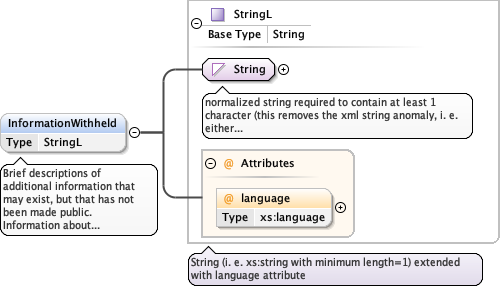 StringL
Base Type String
String
normalized string required to contain at least 1
character (this removes the xml string anomaly, i. e.
either...
InformationWithheld
Type StringL
Brief descriptions of
additional information that
may exist, but that has not
been made public.
Information about...
@ Attributes
@ language
Type xs:language
String (i. e. xs:string with minimum length=1) extended
with language attribute